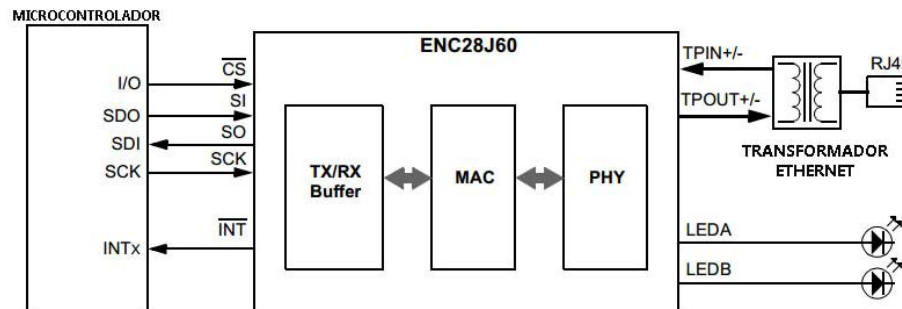 MICROCONTROLADOR
ENC28J60
I/O
CS
SDO
SI
SDI
SO
SCK
SCK
INTx
INT
TX/RX
Buffer
MAC
PHY
TPIN+/-
TPOUT+/-
RJ4
TRANSFORMADOR
ETHERNET
LEDA
LEDB